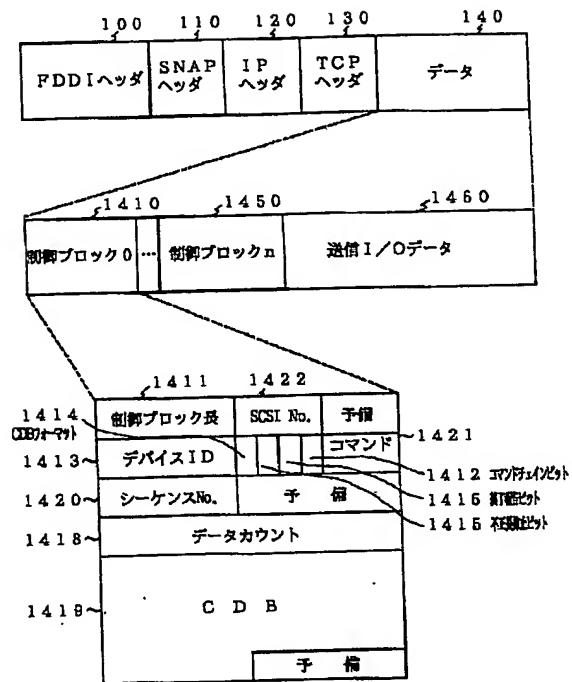 100 110 120 130 140
FDDIヘッダ
SNAP
ヘッダ
IP
ヘッダ
TCP
ヘッダ
データ
1410 1450 1460
制御ブロック0
…
制御ブロックn
送信I/Oデータ
1411 1422
制御ブロック長
SCSI No.
予備
1414
CDBフォーマット
1421
1413
デバイスID
コマンド
1412 コマンドチェインビット
1416
1420
シーケンスNo.
予 備
1415
1418
データカウント
1419
C D B
予 備